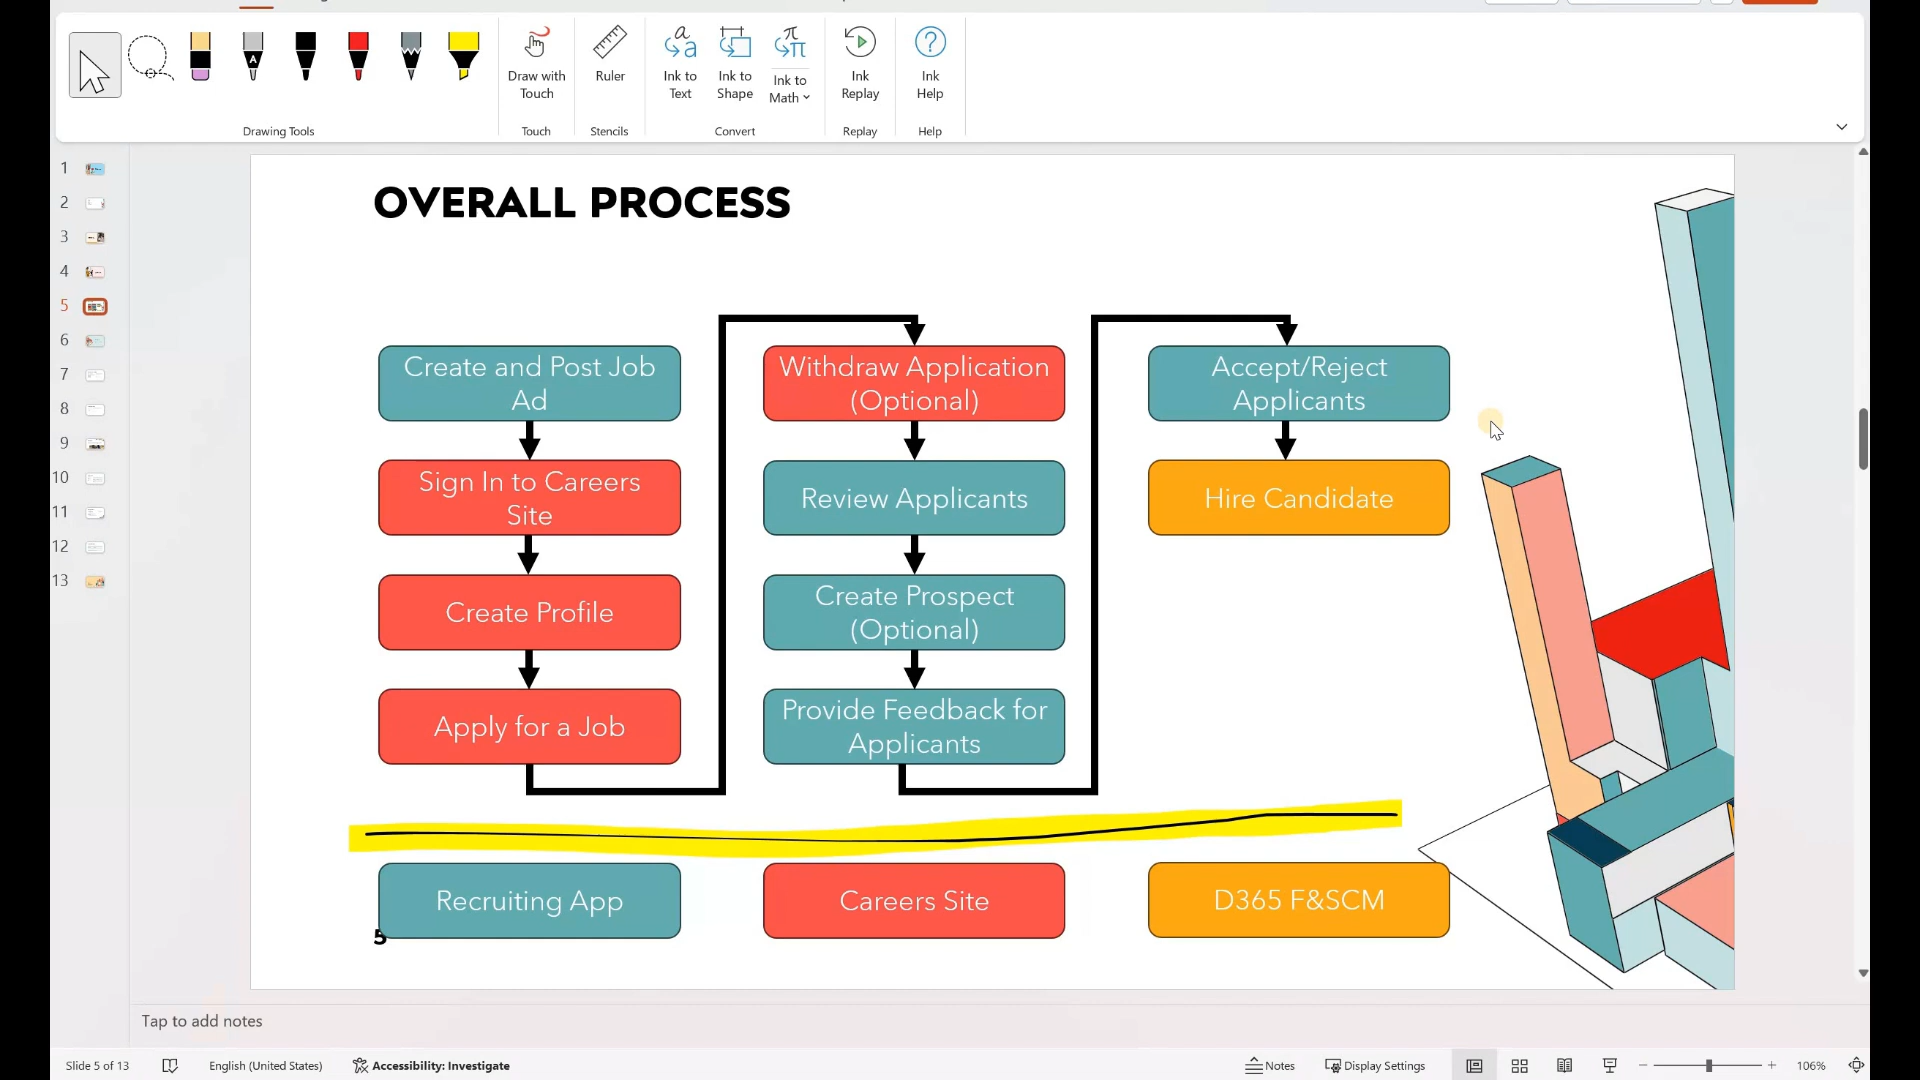 Draw with
Touch
Ruler
Ink to
Text
Ink to
Shape
Ink to
Math
Ink
Replay
Ink
Help
Drawing Tools
Touch
Stencils
Convert
Replay
Help
1
2
3
4
5
6
7
8
9
10
11
12
13
OVERALL PROCESS
Create and Post Job
Ad
Sign In to Careers
Site
Create Profile
Apply for a Job
Withdraw Application
(Optional)
Review Applicants
Create Prospect
(Optional)
Provide Feedback for
Applicants
Accept/Reject
Applicants
Hire Candidate
Recruiting App
Careers Site
D365 F&SCM
5
Tap to add notes
Slide 5 of 13
English (United States)
Accessibility: Investigate
Notes
Display Settings
106%